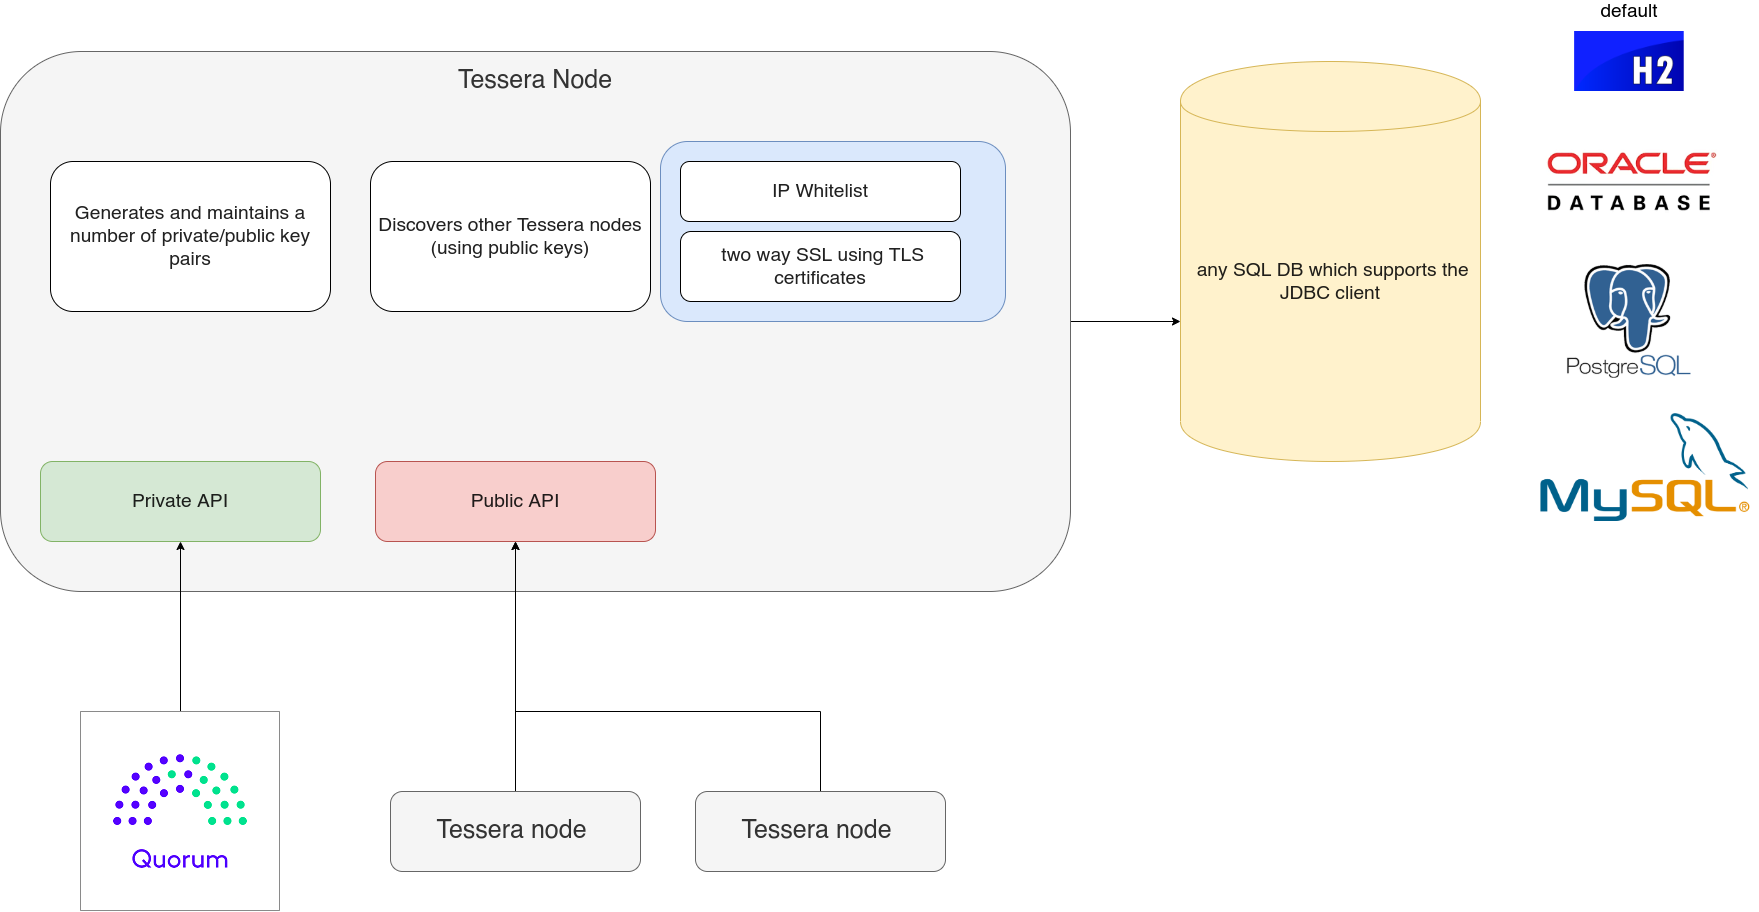 default
H2
Tessera Node
ORACLE®
DATABASE
Generates and maintains a
number of private/public key
pairs
Discovers other Tessera nodes
(using public keys)
IP Whitelist
two way SSL using TLS
certificates
any SQL DB which supports the
JDBC client
PostgreSQL
MySQL®
Private API
Public API
Quorum
Tessera node
Tessera node